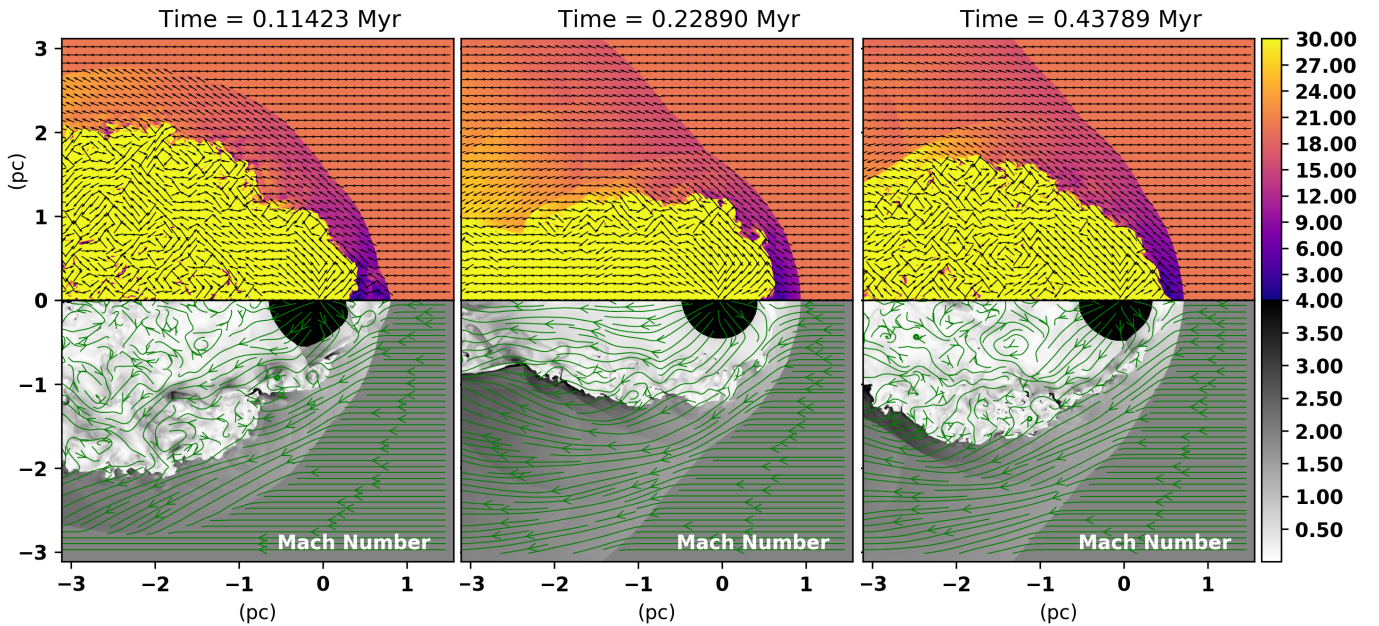 Time = 0.11423 Myr
Time = 0.22890 Myr
Time = 0.43789 Myr
3
2
1
0
−1
−2
−3
(pc)
30.00
27.00
24.00
21.00
18.00
15.00
12.00
9.00
6.00
3.00
4.00
3.50
3.00
2.50
2.00
1.50
1.00
0.50
Mach Number
Mach Number
Mach Number
−3 −2 −1 0 1
−3 −2 −1 0 1
−3 −2 −1 0 1
(pc)
(pc)
(pc)